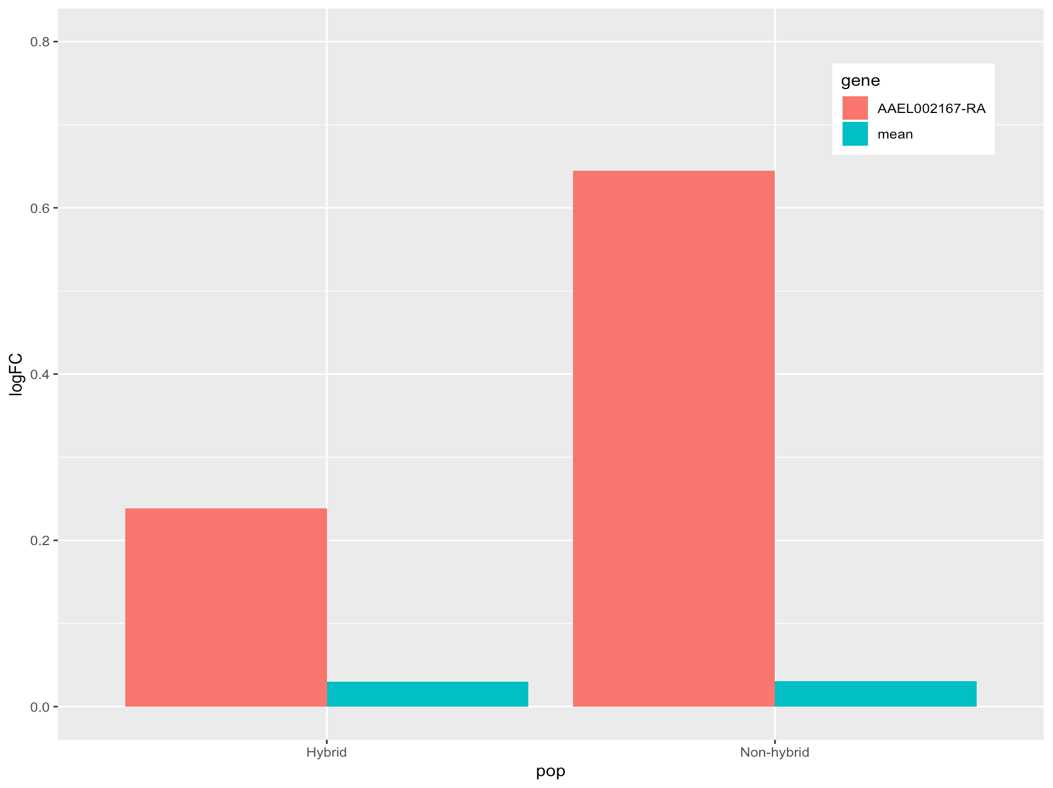 0.8
0.6
0.4
0.2
0.0
logFC
gene
AAEL002167-RA
mean
Hybrid
Non-hybrid
pop